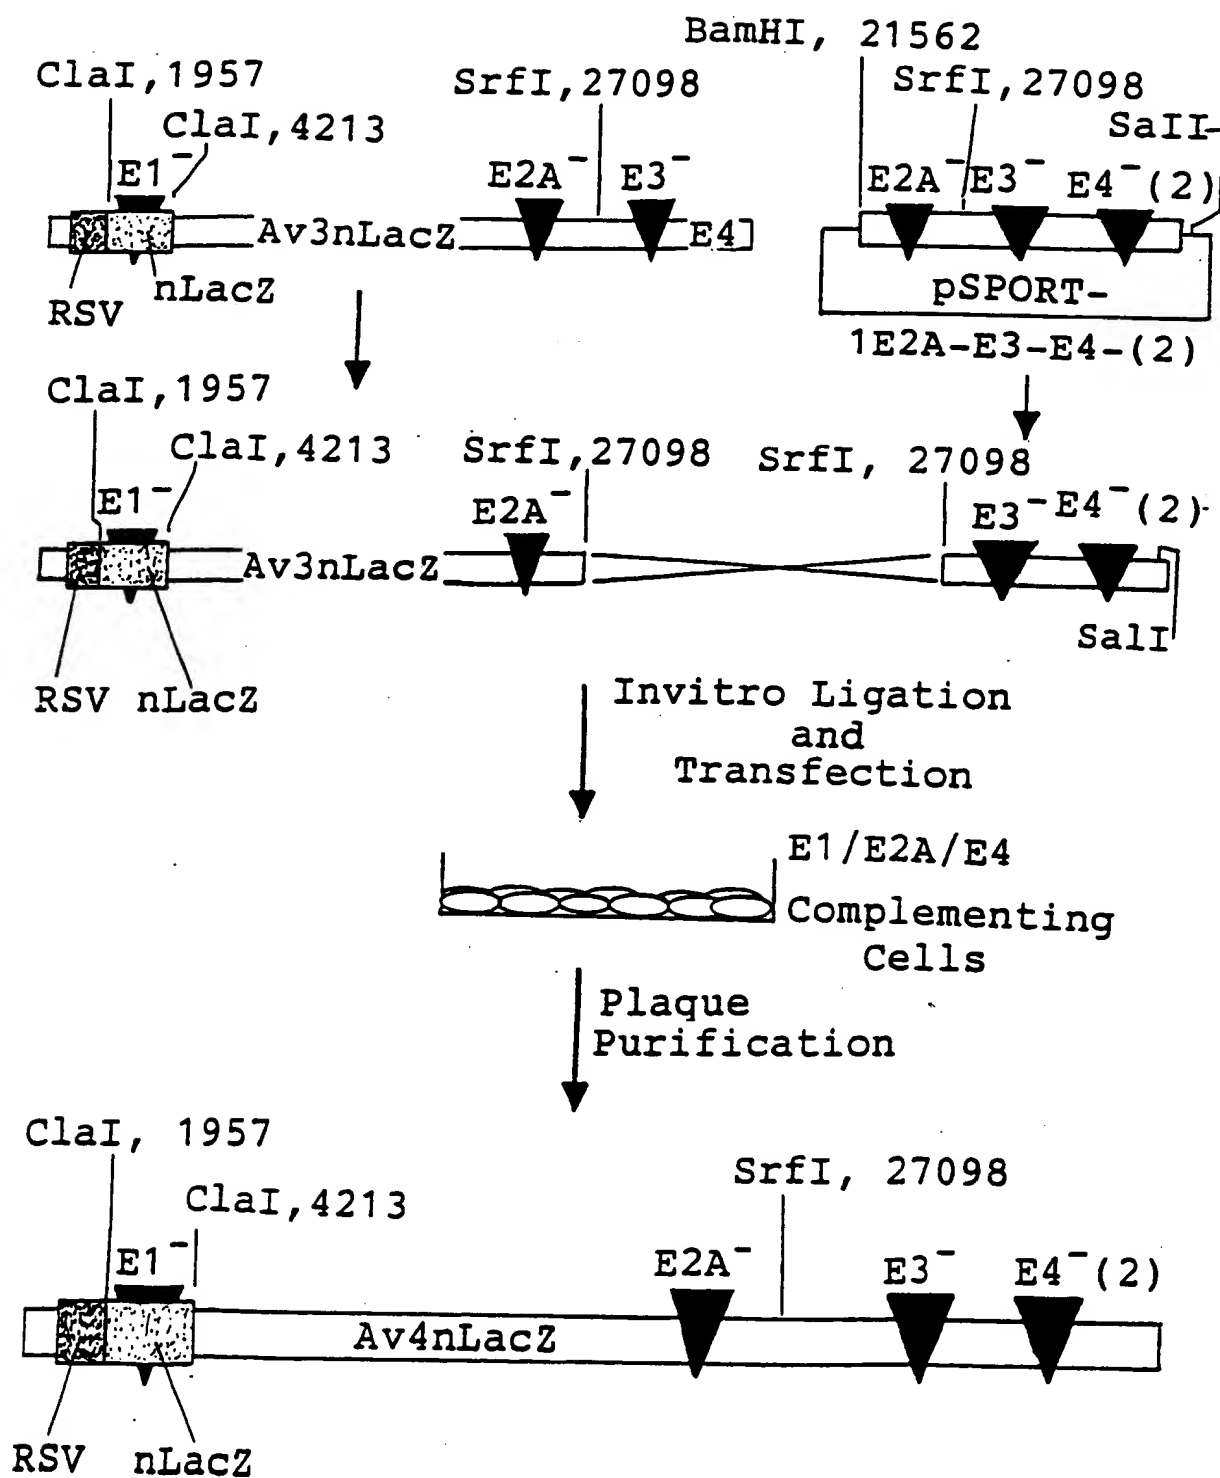 BamHI, 21562
ClaI,1957
SrfI,27098
SrfI,27098
ClaI,4213
SaII-
E1⁻
E2A⁻
E3⁻
E2A⁻
E3⁻
E4⁻(2)
Av3nLacZ
E4
RSV
nLacZ
pSPORT-
1E2A-E3-E4-(2)
ClaI,1957
ClaI,4213
SrfI,27098
SrfI, 27098
E1⁻
E2A⁻
E3⁻
E4⁻(2)
Av3nLacZ
SalI
RSV
nLacZ
Invitro Ligation
and
Transfection
E1/E2A/E4
Complementing
Cells
Plaque
Purification
ClaI, 1957
ClaI,4213
SrfI, 27098
E1⁻
E2A⁻
E3⁻
E4⁻(2)
Av4nLacZ
RSV
nLacZ